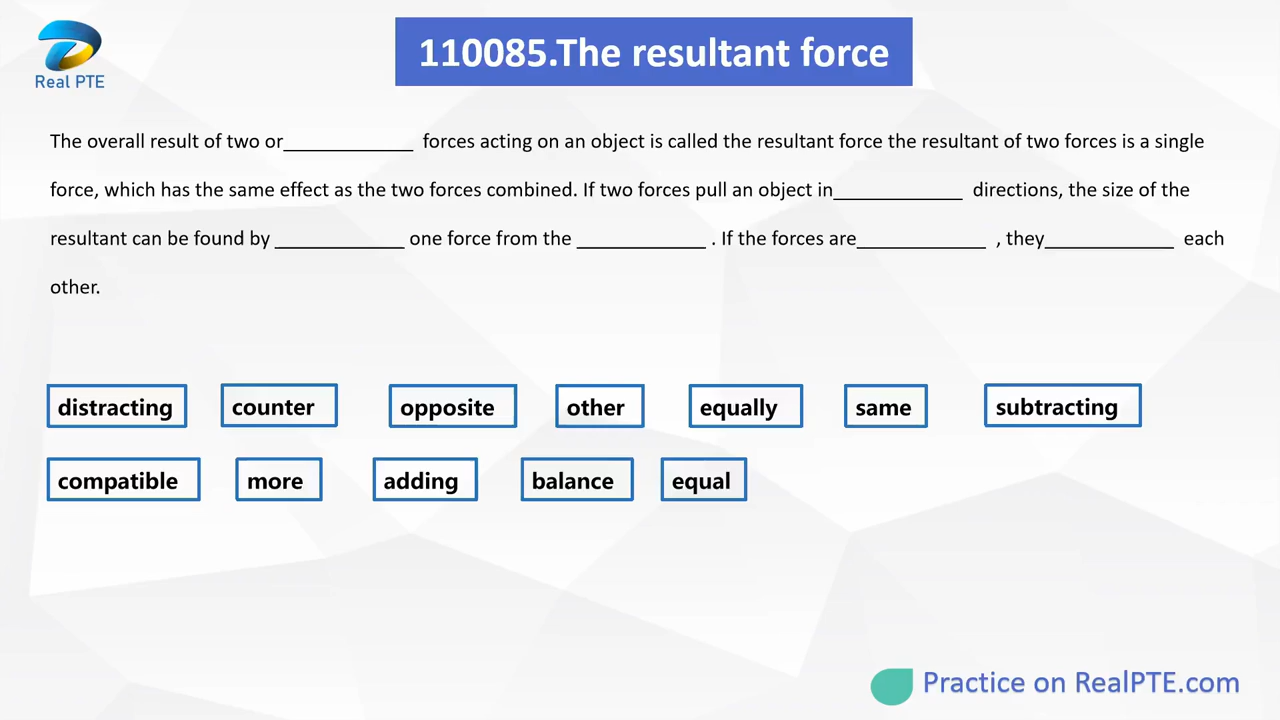 Real PTE
110085.The resultant force
The overall result of two or_____________ forces acting on an object is called the resultant force the resultant of two forces is a single
force, which has the same effect as the two forces combined. If two forces pull an object in_____________ directions, the size of the
resultant can be found by _____________ one force from the _____________ . If the forces are_____________ , they_____________ each
other.
distracting counter opposite other equally same subtracting
compatible more adding balance equal
Practice on RealPTE.com